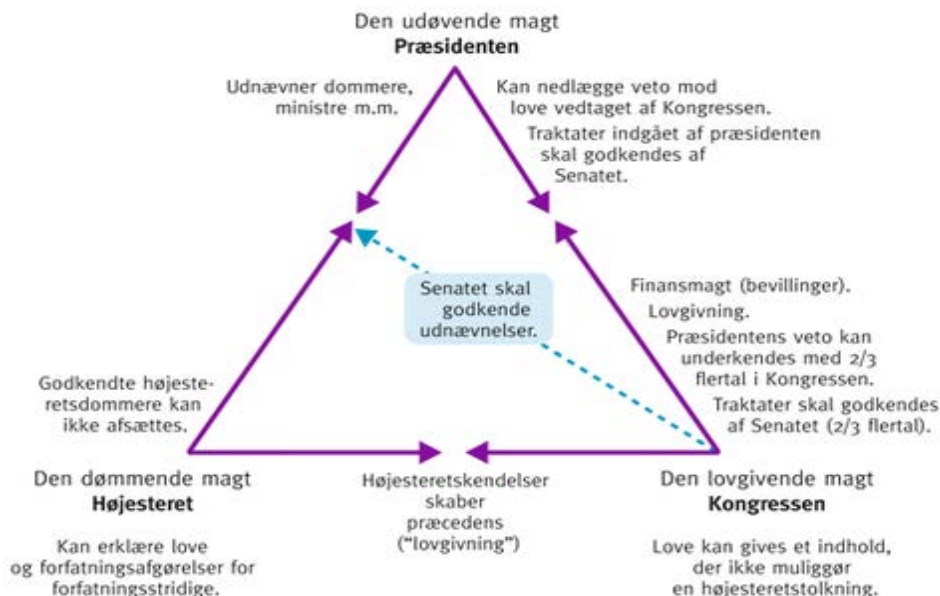 Den udøvende magt
Præsidenten
Udnævner dommere,
ministre m.m.
Kan nedlægge veto mod
love vedtaget af Kongressen.
Traktater indgået af præsidenten
skal godkendes af
Senatet.
Senatet skal
godkende
udnævnelser.
Finansmagt (bevillinger).
Lovgivning.
Præsidentens veto kan
underkendes med 2/3
flertal i Kongressen.
Traktater skal godkendes
af Senatet (2/3 flertal).
Godkendte højeste-
retsdommere kan
ikke afsættes.
Den dømmende magt
Højesteret
Kan erklære love
og forfatningsafgørelser for
forfatningsstridige.
Højesteretskendelser
skaber
præcedens
("lovgivning")
Den lovgivende magt
Kongressen
Love kan gives et indhold,
der ikke muliggør
en højesteretstolkning.